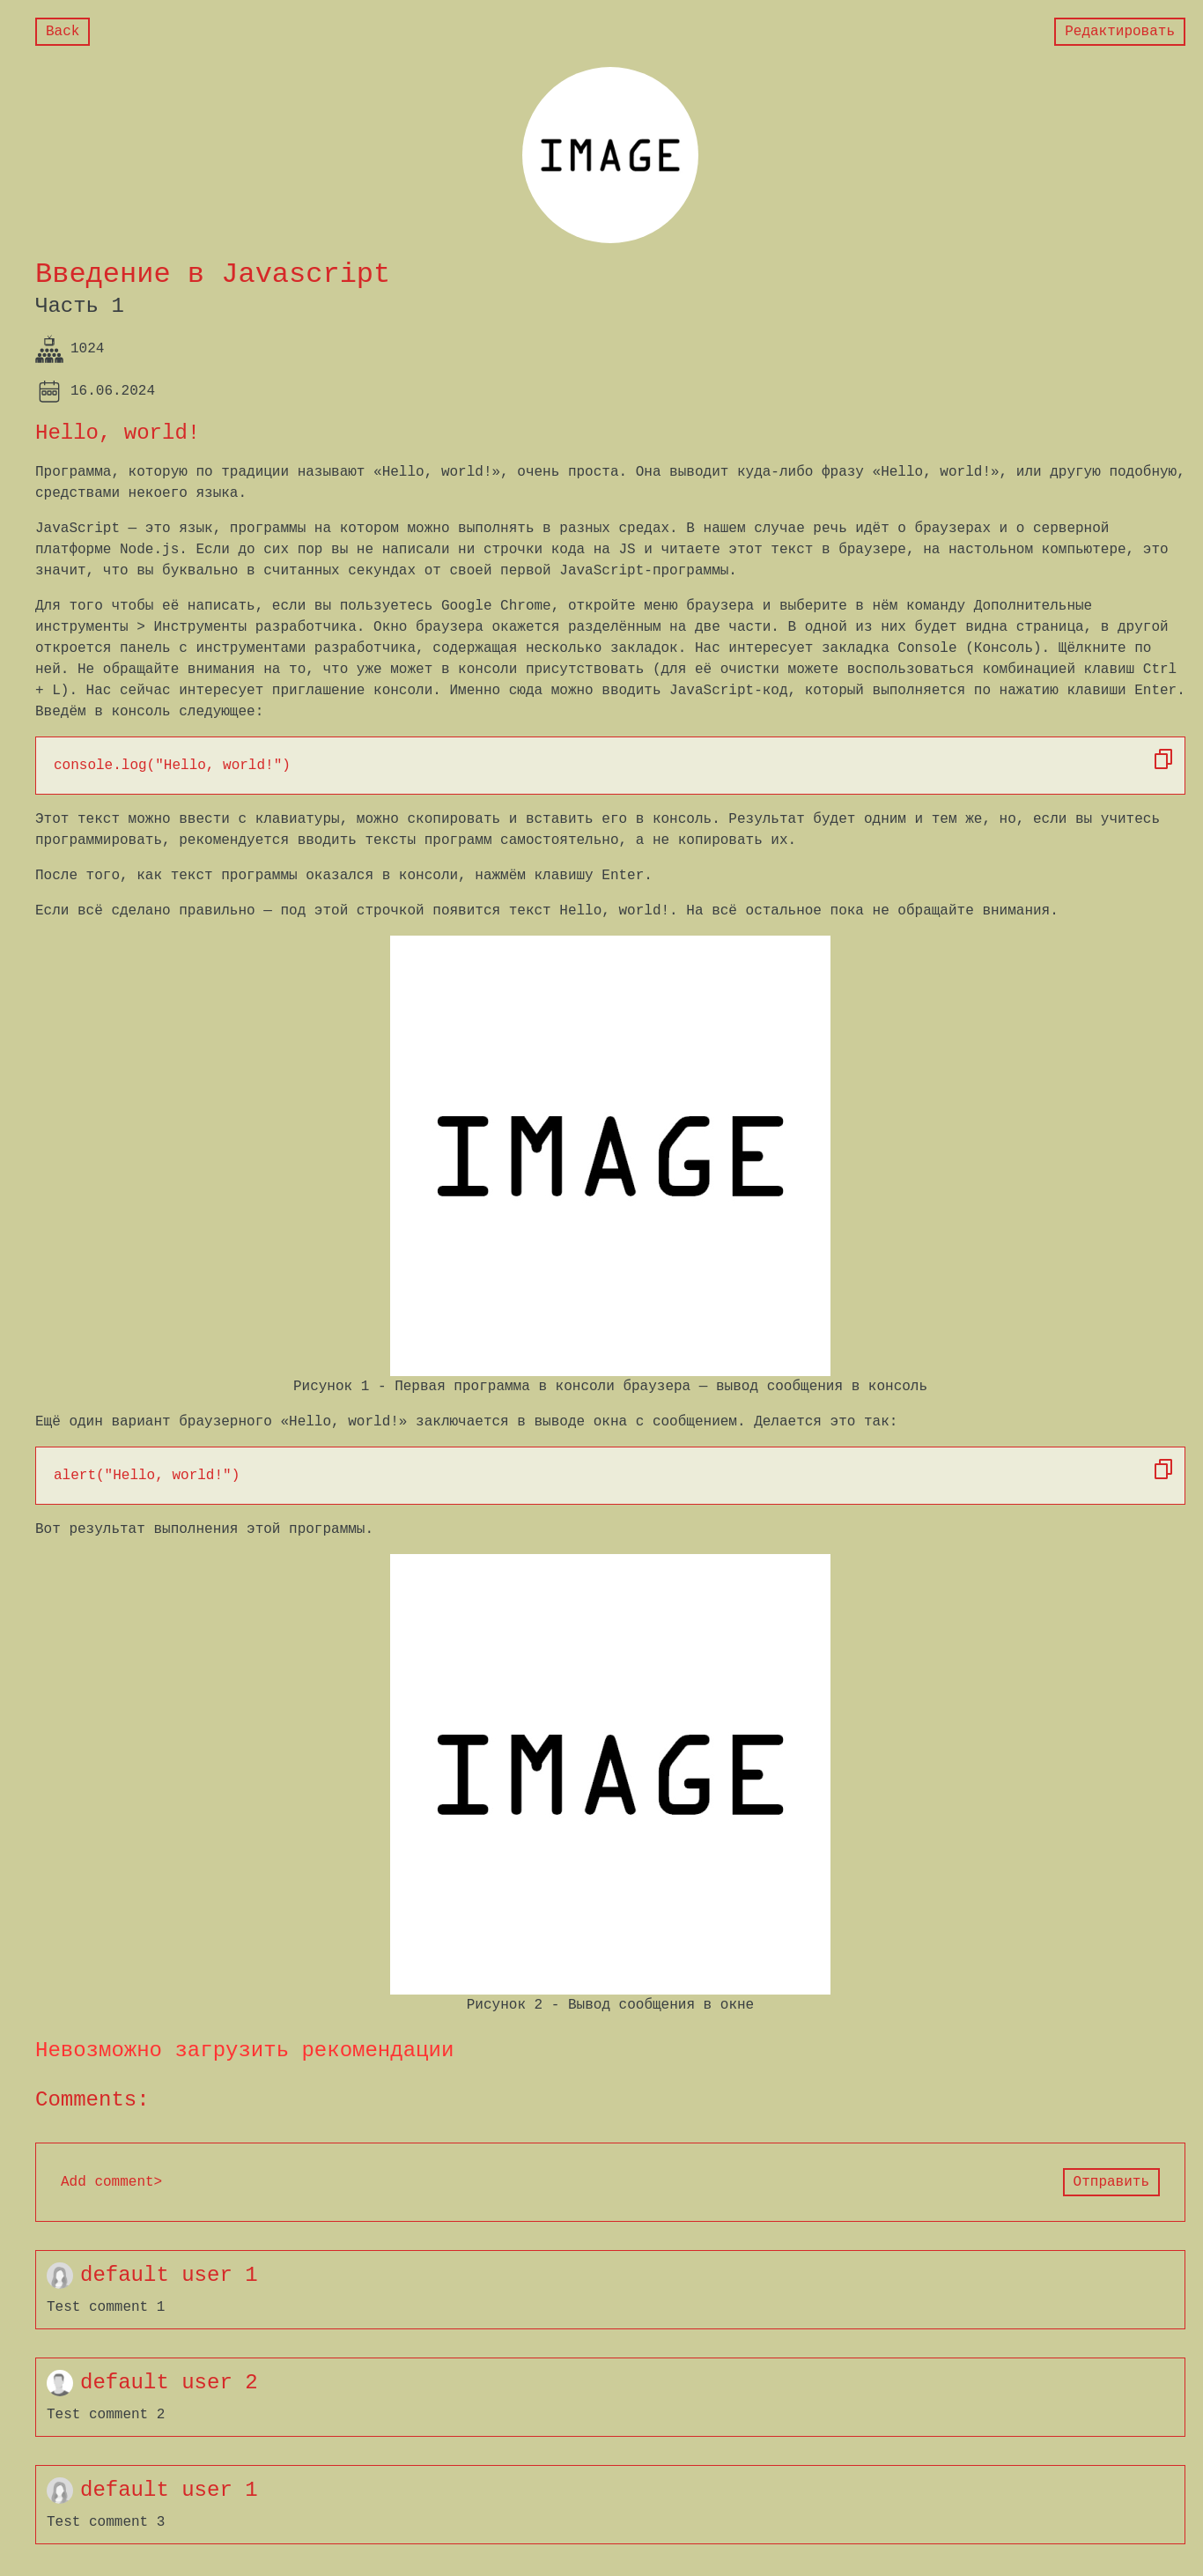 Back
Редактировать
IMAGE
Введение в Javascript
Часть 1
1024
16.06.2024
Hello, world!
Программа, которую по традиции называют «Hello, world!», очень проста. Она выводит куда-либо фразу «Hello, world!», или другую подобную,
средствами некоего языка.
JavaScript — это язык, программы на котором можно выполнять в разных средах. В нашем случае речь идёт о браузерах и о серверной
платформе Node.js. Если до сих пор вы не написали ни строчки кода на JS и читаете этот текст в браузере, на настольном компьютере, это
значит, что вы буквально в считанных секундах от своей первой JavaScript-программы.
Для того чтобы её написать, если вы пользуетесь Google Chrome, откройте меню браузера и выберите в нём команду Дополнительные
инструменты > Инструменты разработчика. Окно браузера окажется разделённым на две части. В одной из них будет видна страница, в другой
откроется панель с инструментами разработчика, содержащая несколько закладок. Нас интересует закладка Console (Консоль). Щёлкните по
ней. Не обращайте внимания на то, что уже может в консоли присутствовать (для её очистки можете воспользоваться комбинацией клавиш Ctrl
+ L). Нас сейчас интересует приглашение консоли. Именно сюда можно вводить JavaScript-код, который выполняется по нажатию клавиши Enter.
Введём в консоль следующее:
console.log("Hello, world!")
Этот текст можно ввести с клавиатуры, можно скопировать и вставить его в консоль. Результат будет одним и тем же, но, если вы учитесь
программировать, рекомендуется вводить тексты программ самостоятельно, а не копировать их.
После того, как текст программы оказался в консоли, нажмём клавишу Enter.
Если всё сделано правильно — под этой строчкой появится текст Hello, world!. На всё остальное пока не обращайте внимания.
IMAGE
Рисунок 1 - Первая программа в консоли браузера — вывод сообщения в консоль
Ещё один вариант браузерного «Hello, world!» заключается в выводе окна с сообщением. Делается это так:
alert("Hello, world!")
Вот результат выполнения этой программы.
IMAGE
Рисунок 2 - Вывод сообщения в окне
Невозможно загрузить рекомендации
Comments:
Add comment>
Отправить
default user 1
Test comment 1
default user 2
Test comment 2
default user 1
Test comment 3